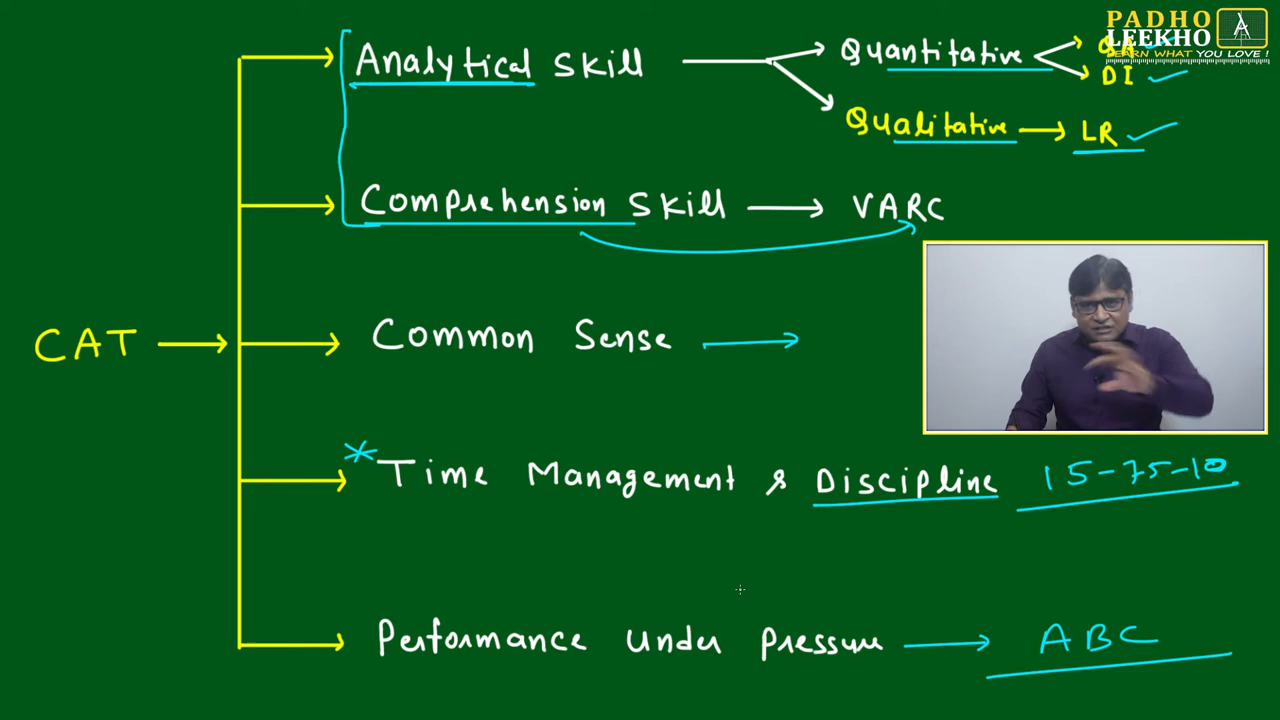 PADHO
LEEKHO
LEARN WHAT YOU LOVE !
Analytical Skill
Quantitative
DI
Qualitative
LR
Comprehension Skill
VARC
CAT
Common Sense
*Time Management & Discipline 15-75-10
Performance Under Pressure
ABC